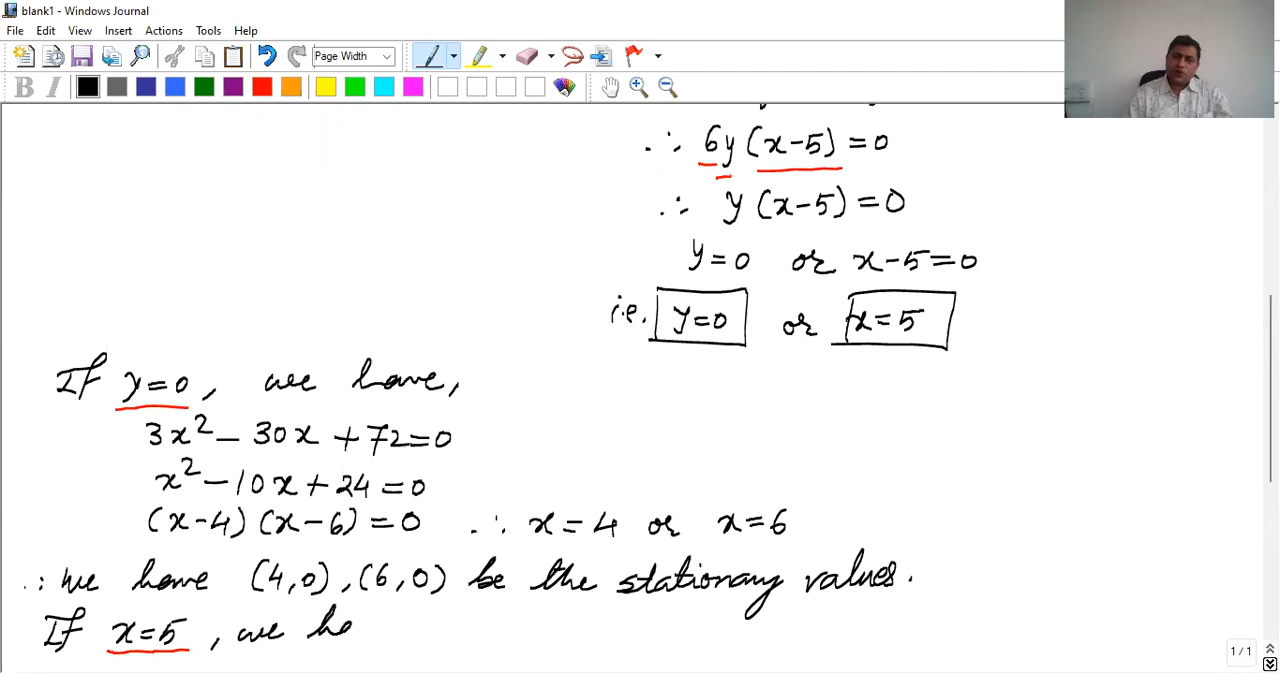 blank1 - Windows Journal
File Edit View Insert Actions Tools Help
Page Width
B I
∴ 6y (x-5) = 0
∴ y (x-5) = 0
y = 0 or x-5=0
i.e. y=0 or x=5
If y=0, we have,
3x² - 30x + 72=0
x² - 10x + 24 = 0
(x-4) (x-6) = 0 ∴ x = 4 or x=6
∴ we have (4,0), (6,0) be the stationary values.
If x=5, we ha
1 / 1